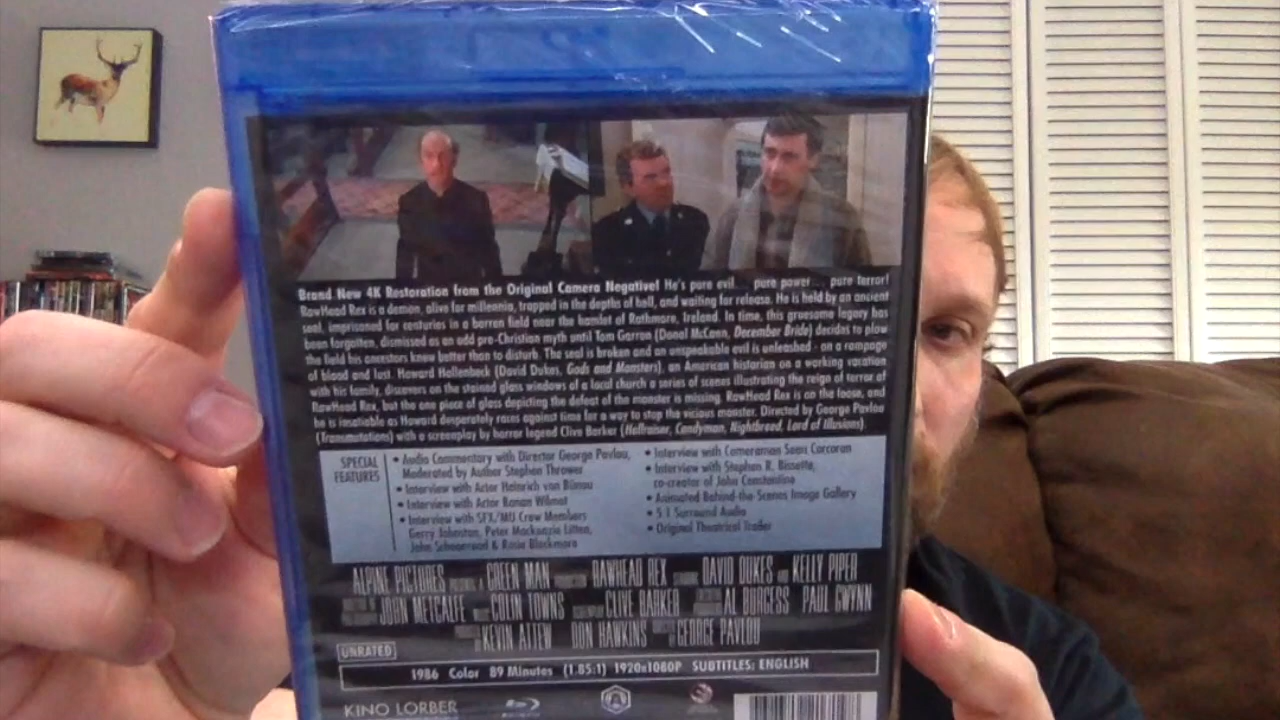 Brand New 4K Restoration from the Original Camera Negative! He's pure evil... pure power... pure terror!
RawHead Rex is a demon, alive for millennia, trapped in the depths of hell, and waiting for release. He is held by an ancient
seal, imprisoned for centuries in a barren field near the hamlet of Rathmore, Ireland. In time, this gruesome legacy has
been forgotten, dismissed as an odd pre-Christian myth until Tom Garron (Donal McCann, December Bride) decides to plow
the field his ancestors knew better than to disturb. The seal is broken and an unspeakable evil is unleashed - on a rampage
of blood and lust. Howard Hallenbeck (David Dukes, Gods and Monsters), an American historian on a working vacation
with his family, discovers on the stained glass windows of a local church a series of scenes illustrating the reign of terror of
RawHead Rex, but the one piece of glass depicting the defeat of the monster is missing. RawHead Rex is on the loose, and
he is insatiable as Howard desperately races against time for a way to stop the vicious monster. Directed by George Pavlou
(Transmutations) with a screenplay by horror legend Clive Barker (Hellraiser, Candyman, Nightbreed, Lord of Illusions).
SPECIAL
FEATURES
• Audio Commentary with Director George Pavlou,
Moderated by Author Stephen Thrower
• Interview with Actor Heinrich von Bünau
• Interview with Actor Ronan Wilmot
• Interview with SFX/MU Crew Members
Gerry Johnston, Peter Mackenzie Litten,
John Schoonraad & Rosie Blackmore
• Interview with Cameraman Sean Corcoran
• Interview with Stephen R. Bissette,
co-creator of John Constantine
• Animated Behind-the-Scenes Image Gallery
• 5.1 Surround Audio
• Original Theatrical Trailer
ALPINE PICTURES GREEN MAN RAWHEAD REX DAVID DUKES KELLY PIPER
JOHN METCALFE COLIN TOWNS CLIVE BARKER AL BURGESS PAUL GWYNN
KEVIN ATTEW DON HAWKINS GEORGE PAVLOU
UNRATED
1986 Color 89 Minutes (1.85:1) 1920x1080P SUBTITLES: ENGLISH
KINO LORBER